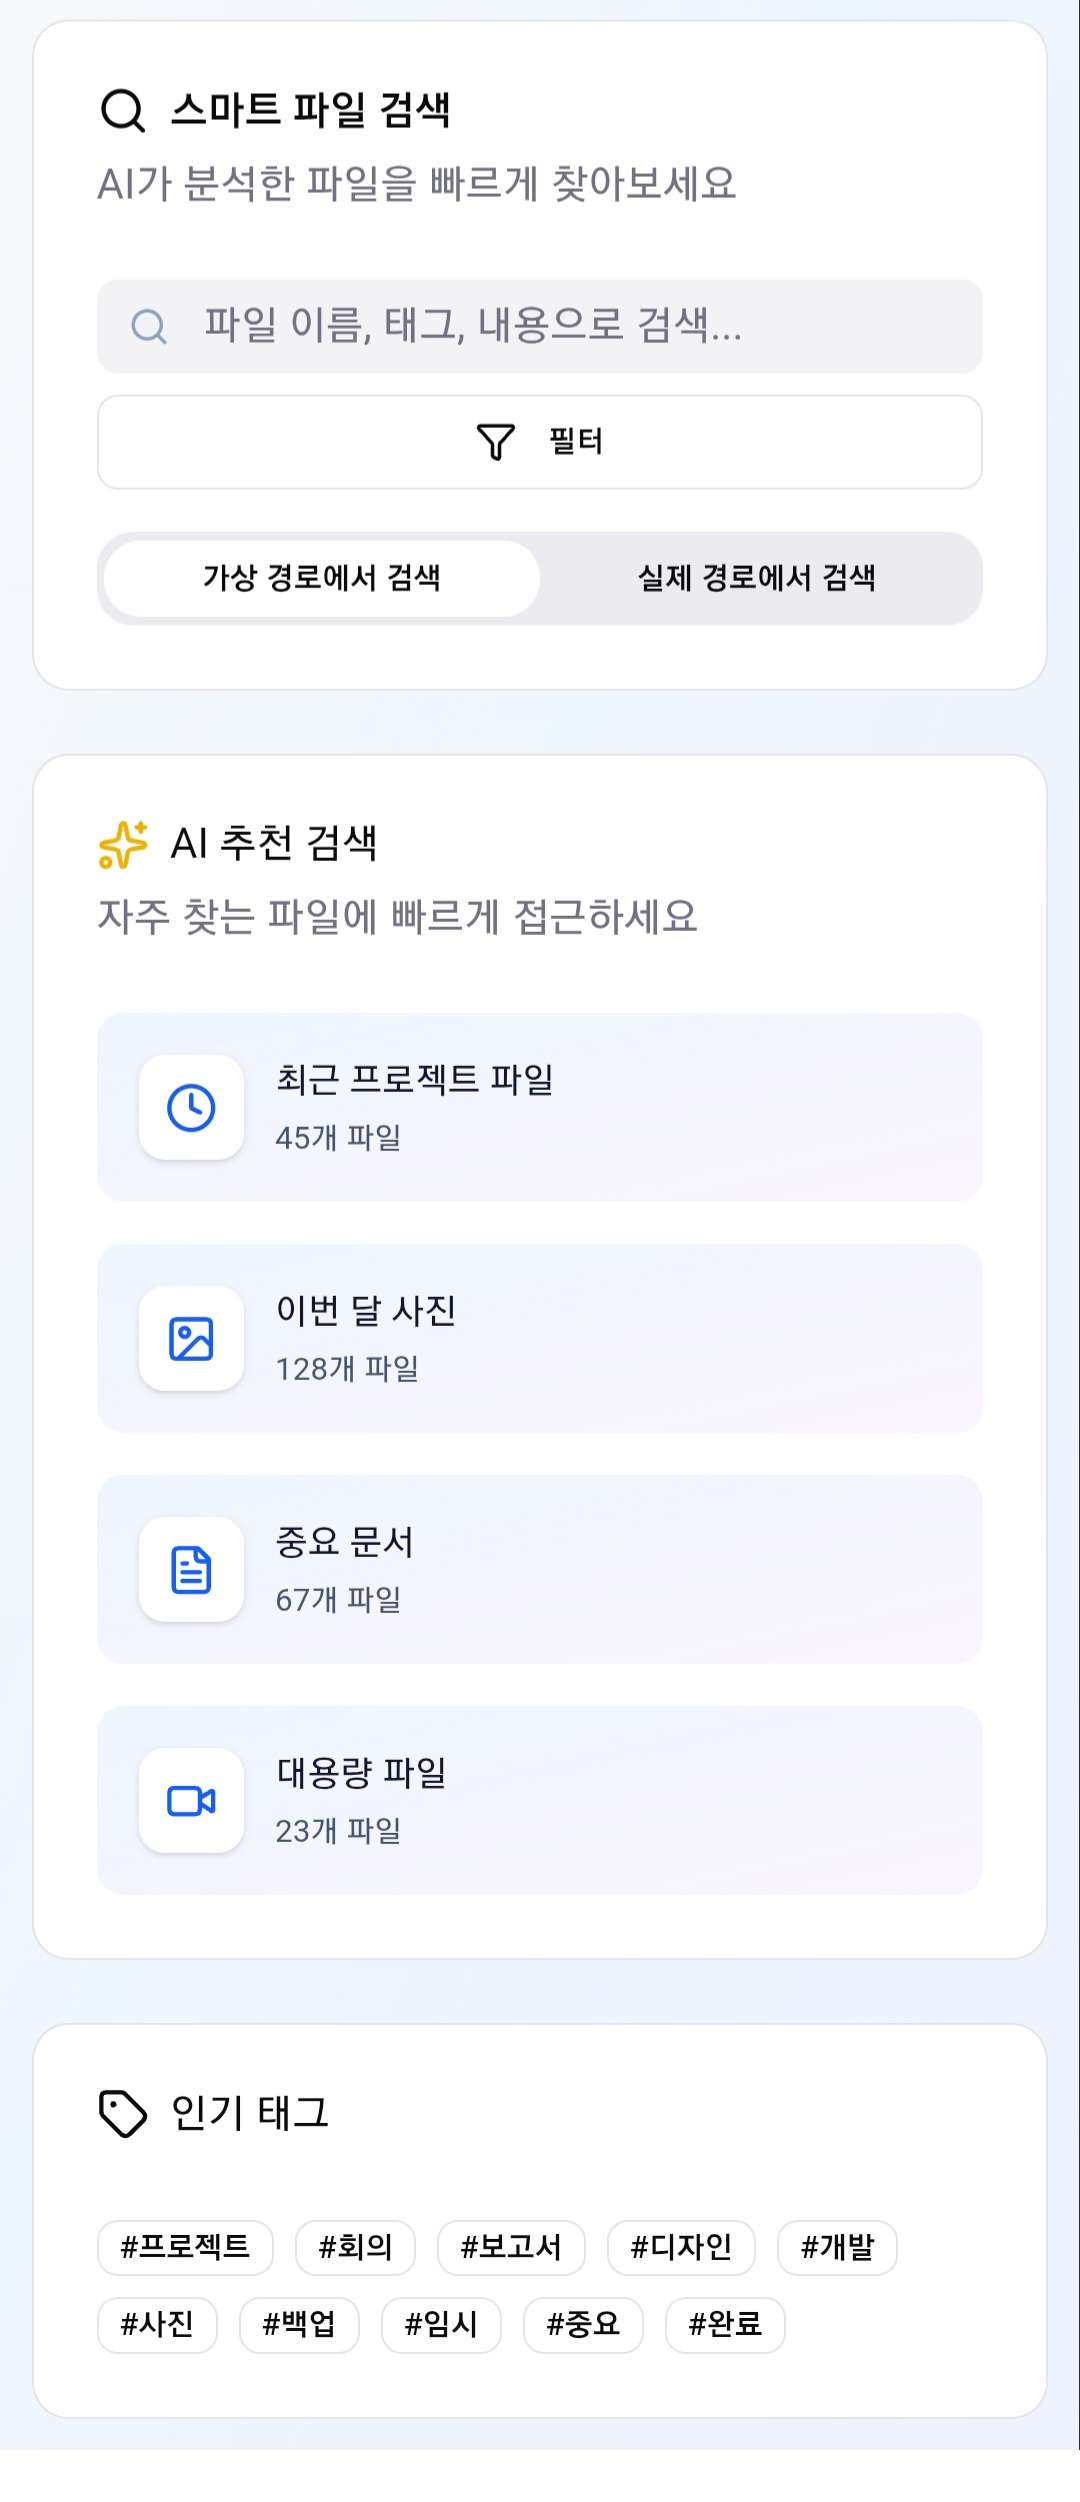 스마트 파일 검색
AI가 분석한 파일을 빠르게 찾아보세요
파일 이름, 태그, 내용으로 검색...
필터
가상 경로에서 검색
실제 경로에서 검색
AI 추천 검색
자주 찾는 파일에 빠르게 접근하세요
최근 프로젝트 파일
45개 파일
이번 달 사진
128개 파일
중요 문서
67개 파일
대용량 파일
23개 파일
인기 태그
#프로젝트 #회의 #보고서 #디자인 #개발
#사진 #백업 #임시 #중요 #완료